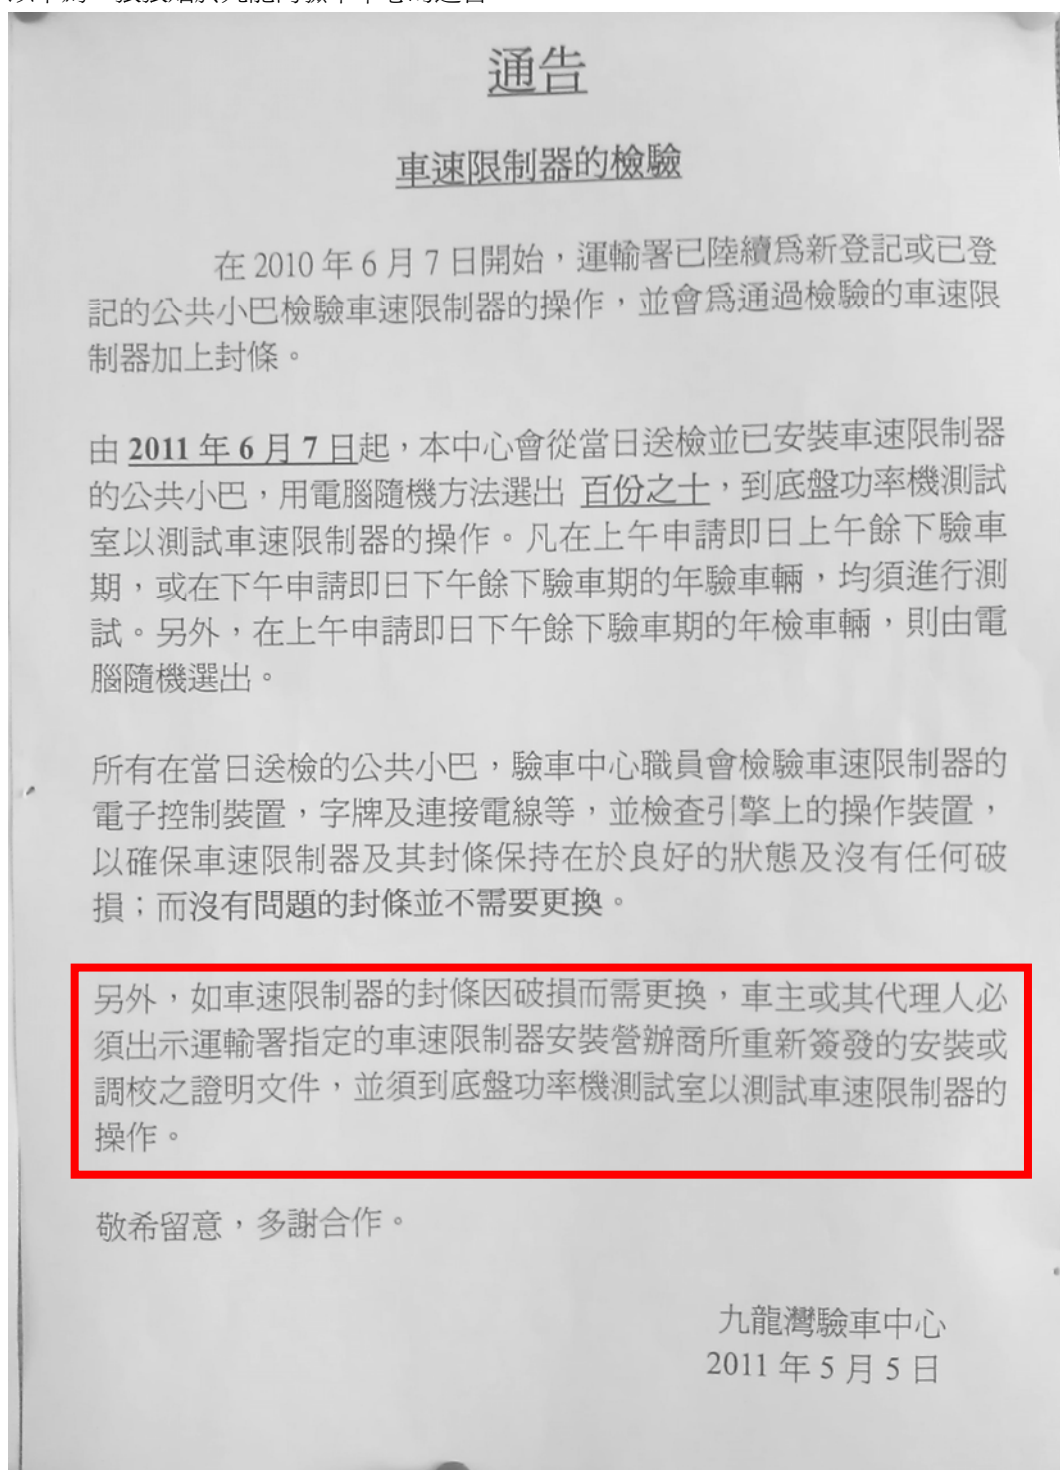 通告
車速限制器的檢驗
在 2010 年 6 月 7 日開始，運輸署已陸續爲新登記或已登
記的公共小巴檢驗車速限制器的操作，並會爲通過檢驗的車速限
制器加上封條。
由 2011 年 6 月 7 日起，本中心會從當日送檢並已安裝車速限制器
的公共小巴，用電腦隨機方法選出 百份之十，到底盤功率機測試
室以測試車速限制器的操作。凡在上午申請即日上午餘下驗車
期，或在下午申請即日下午餘下驗車期的年驗車輛，均須進行測
試。另外，在上午申請即日下午餘下驗車期的年檢車輛，則由電
腦隨機選出。
所有在當日送檢的公共小巴，驗車中心職員會檢驗車速限制器的
電子控制裝置，字牌及連接電線等，並檢查引擎上的操作裝置，
以確保車速限制器及其封條保持在於良好的狀態及沒有任何破
損；而沒有問題的封條並不需要更換。
另外，如車速限制器的封條因破損而需更換，車主或其代理人必
須出示運輸署指定的車速限制器安裝營辦商所重新簽發的安裝或
調校之證明文件，並須到底盤功率機測試室以測試車速限制器的
操作。
敬希留意，多謝合作。
九龍灣驗車中心
2011 年 5 月 5 日